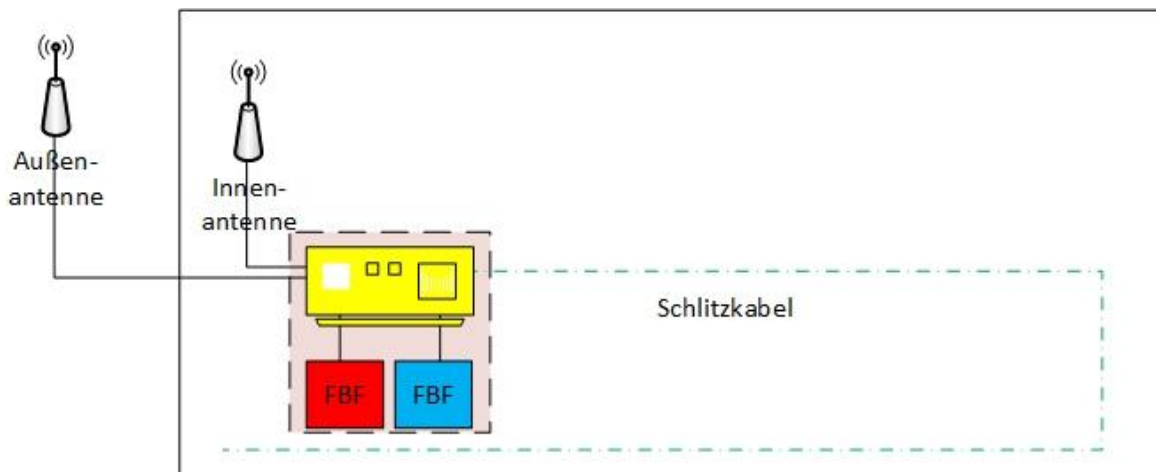 Außen-
antenne
Innen-
antenne
Schlitzkabel
FBF
FBF